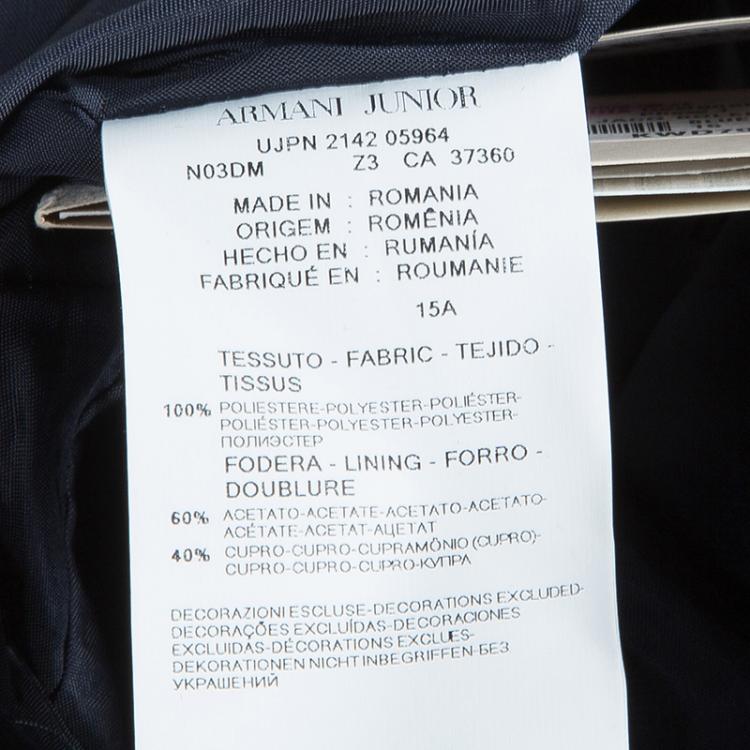 ARMANI JUNIOR
UJPN 2142 05964
N03DM Z3 CA 37360
MADE IN : ROMANIA
ORIGEM : ROMÊNIA
HECHO EN : RUMANÍA
FABRIQUÉ EN : ROUMANIE
15A
TESSUTO - FABRIC - TEJIDO -
TISSUS
100% POLIESTERE-POLYESTER-POLIÉSTER-
POLIÉSTER-POLYESTER-POLYESTER-
ПОЛИЭСТЕР
FODERA - LINING - FORRO -
DOUBLURE
60% ACETATO-ACETATE-ACETATO-ACETATO-
ACÉTATE-ACETAT-АЦЕТАТ
40% CUPRO-CUPRO-CUPRAMÔNIO (CUPRO)-
CUPRO-CUPRO-CUPRO-КУПРА
DECORAZIONI ESCLUSE-DECORATIONS EXCLUDED-
DECORAÇÕES EXCLUÍDAS-DECORACIONES
EXCLUIDAS-DÉCORATIONS EXCLUES-
DEKORATIONEN NICHT INBEGRIFFEN-БЕЗ
УКРАШЕНИЙ